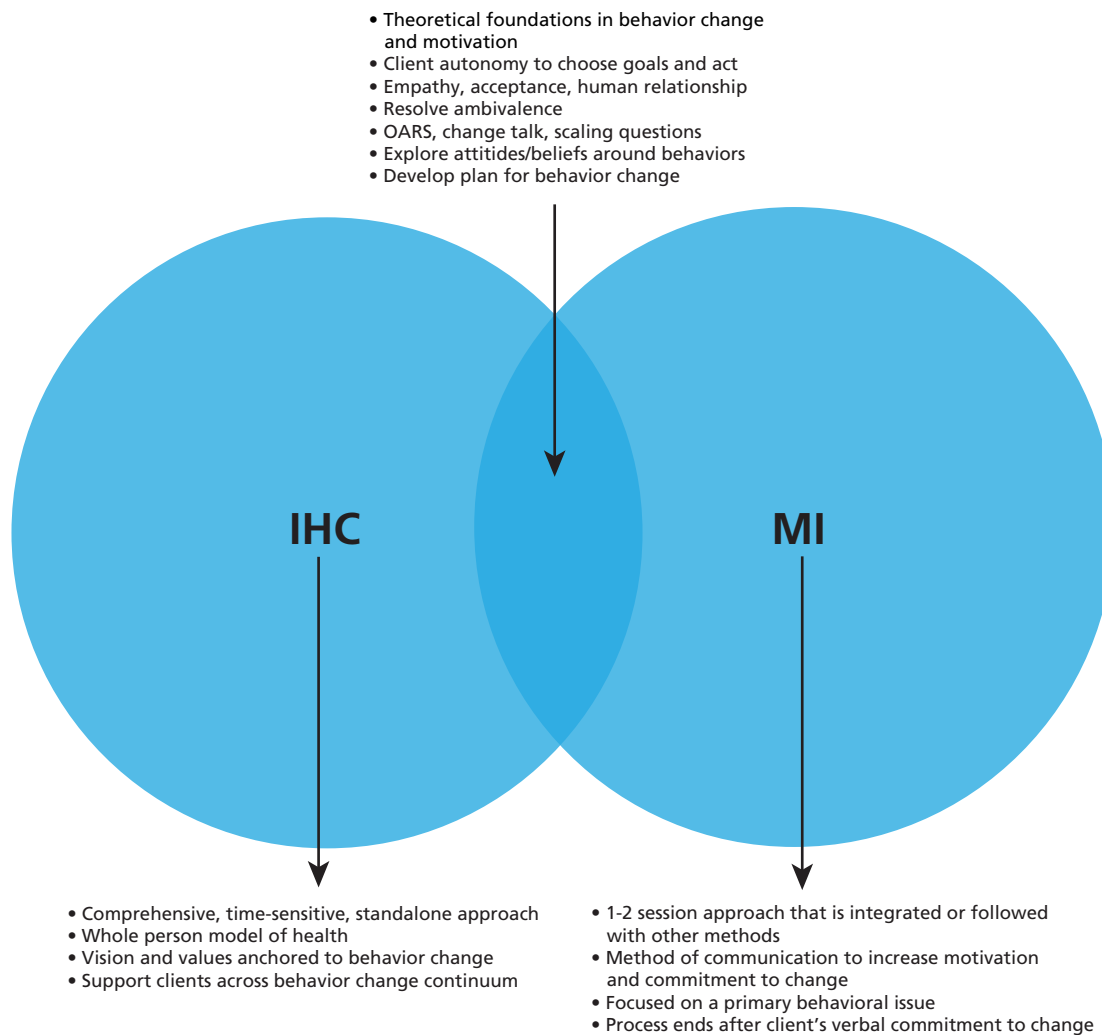 • Theoretical foundations in behavior change
and motivation
• Client autonomy to choose goals and act
• Empathy, acceptance, human relationship
• Resolve ambivalence
• OARS, change talk, scaling questions
• Explore attitides/beliefs around behaviors
• Develop plan for behavior change
IHC
MI
• Comprehensive, time-sensitive, standalone approach
• Whole person model of health
• Vision and values anchored to behavior change
• Support clients across behavior change continuum
• 1-2 session approach that is integrated or followed
with other methods
• Method of communication to increase motivation
and commitment to change
• Focused on a primary behavioral issue
• Process ends after client’s verbal commitment to change